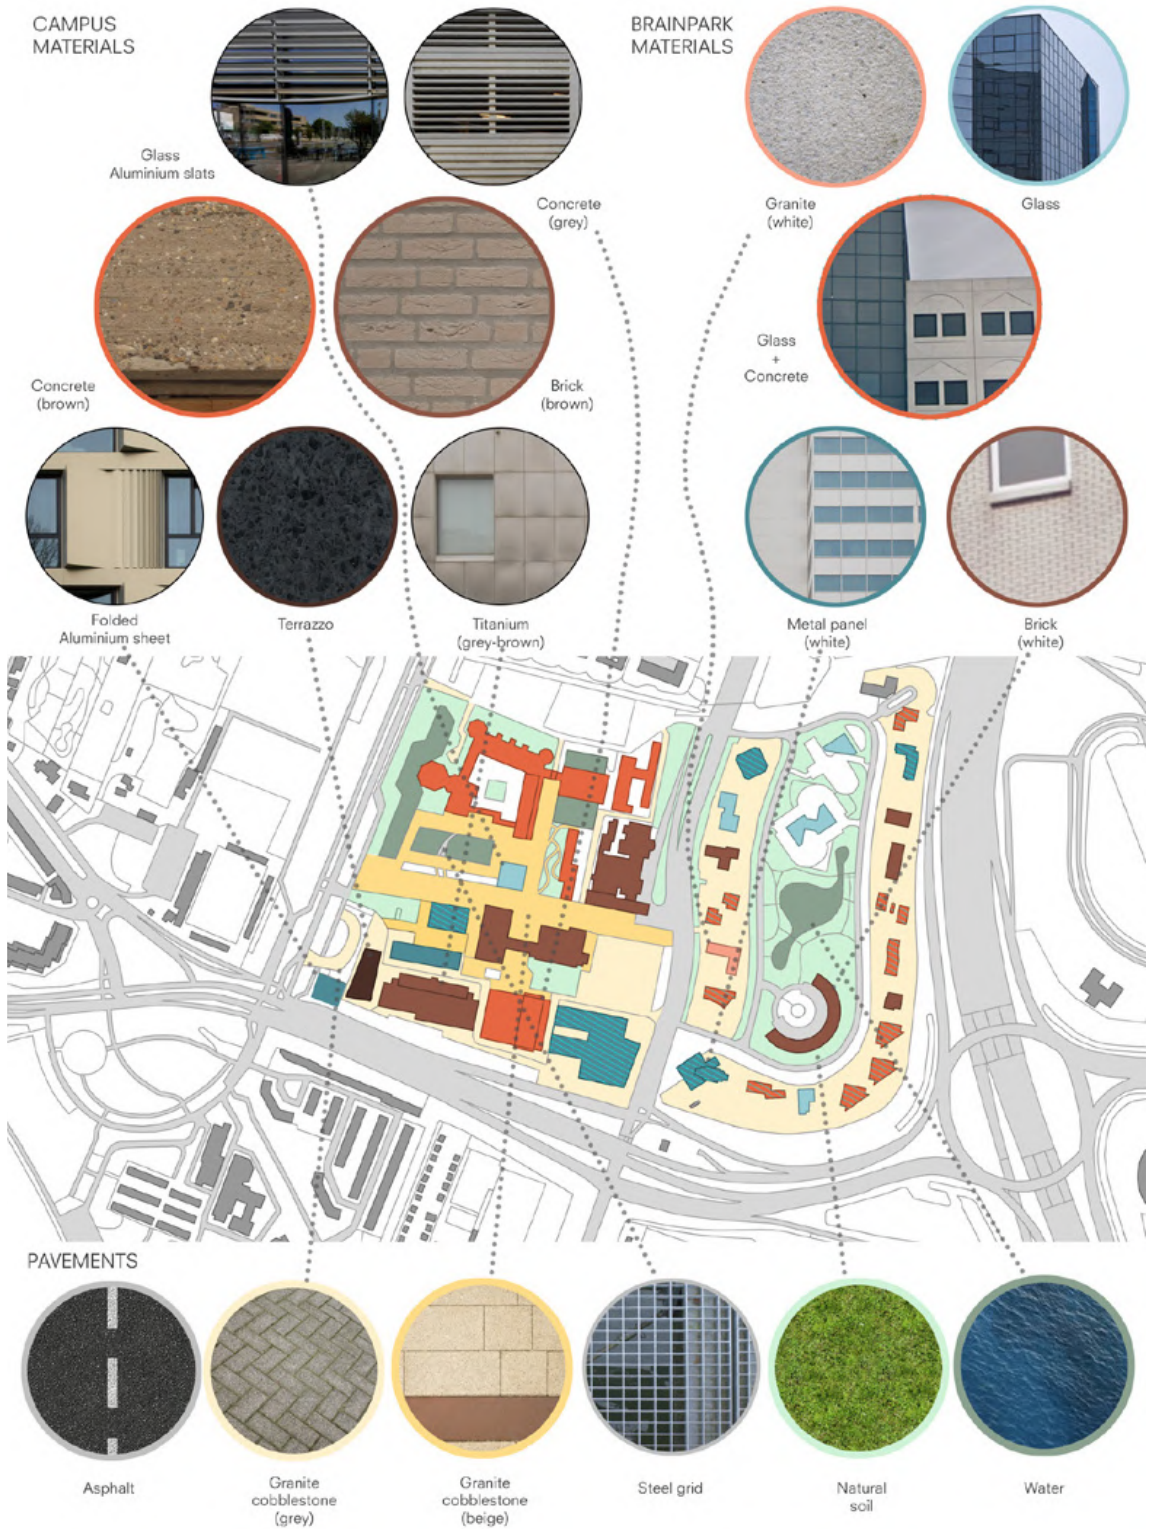 CAMPUS
MATERIALS
BRAINPARK
MATERIALS
Glass
Aluminium slats
Concrete
(grey)
Granite
(white)
Glass
Concrete
(brown)
Brick
(brown)
Glass
+
Concrete
Folded
Aluminium sheet
Terrazzo
Titanium
(grey-brown)
Metal panel
(white)
Brick
(white)
PAVEMENTS
Asphalt
Granite
cobblestone
(grey)
Granite
cobblestone
(beige)
Steel grid
Natural
soil
Water